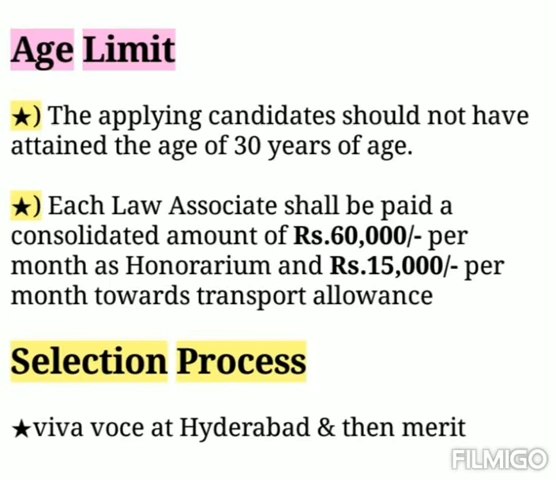 Age Limit
★) The applying candidates should not have
attained the age of 30 years of age.
★) Each Law Associate shall be paid a
consolidated amount of Rs.60,000/- per
month as Honorarium and Rs.15,000/- per
month towards transport allowance
Selection Process
★viva voce at Hyderabad & then merit
FILMIGO